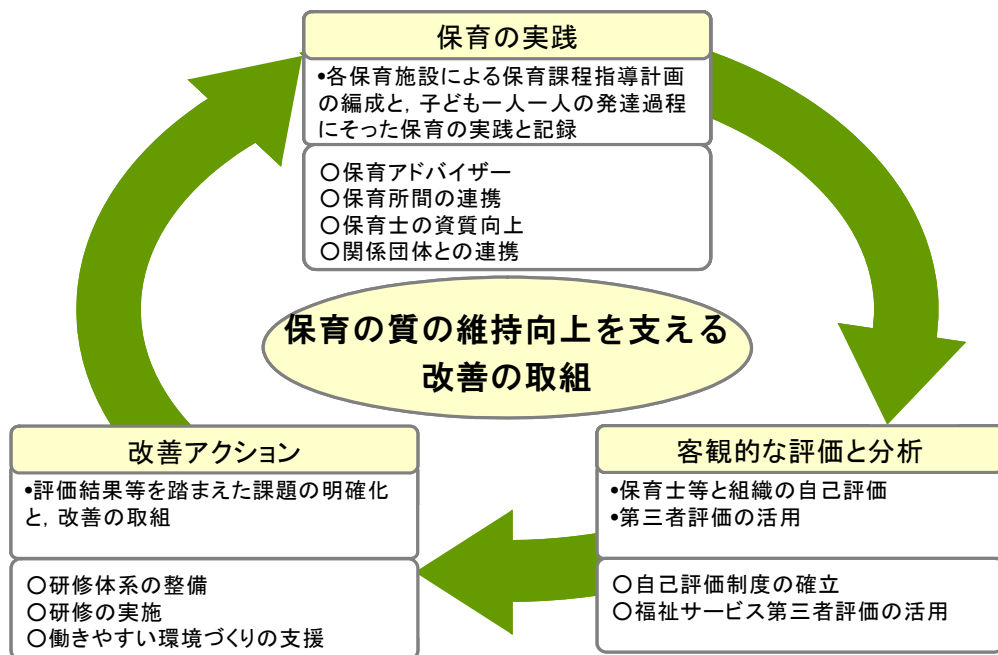 保育の実践
•各保育施設による保育課程指導計画
の編成と, 子ども一人一人の発達過程
にそった保育の実践と記録
○保育アドバイザー
○保育所間の連携
○保育士の資質向上
○関係団体との連携
保育の質の維持向上を支える
改善の取組
改善アクション
•評価結果等を踏まえた課題の明確化
と, 改善の取組
○研修体系の整備
○研修の実施
○働きやすい環境づくりの支援
客観的な評価と分析
•保育士等と組織の自己評価
•第三者評価の活用
○自己評価制度の確立
○福祉サービス第三者評価の活用